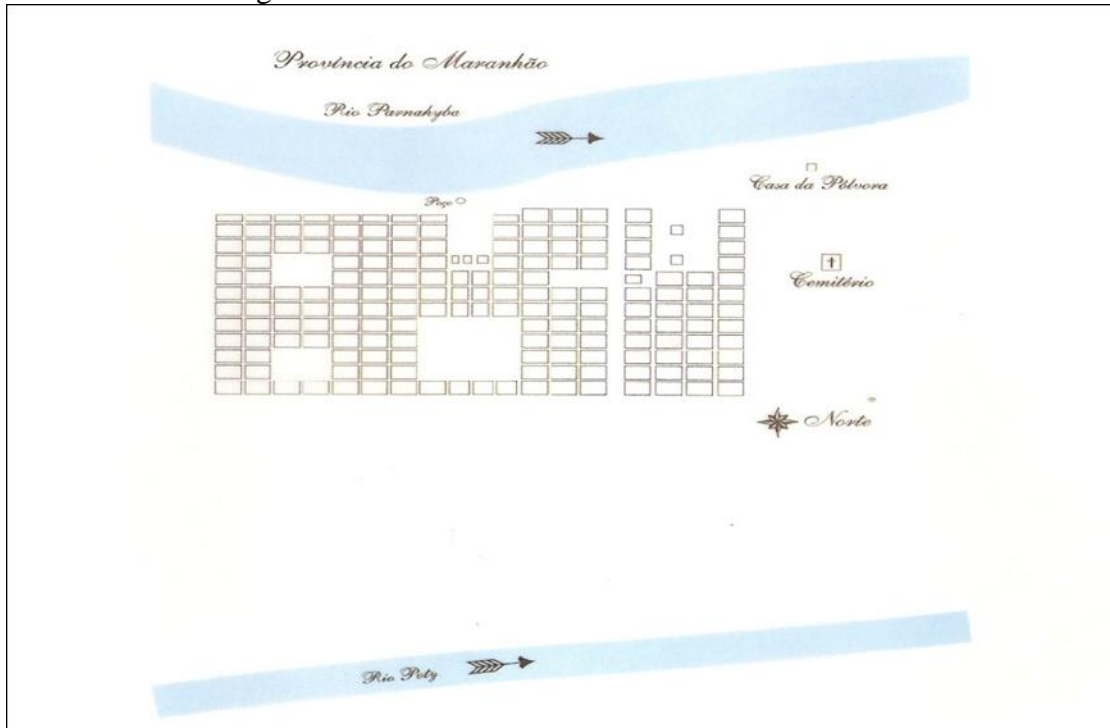 Província do Maranhão
Rio Parnahyba
Casa da Pólvora
Poço
Cemitério
Norte
Rio Poty